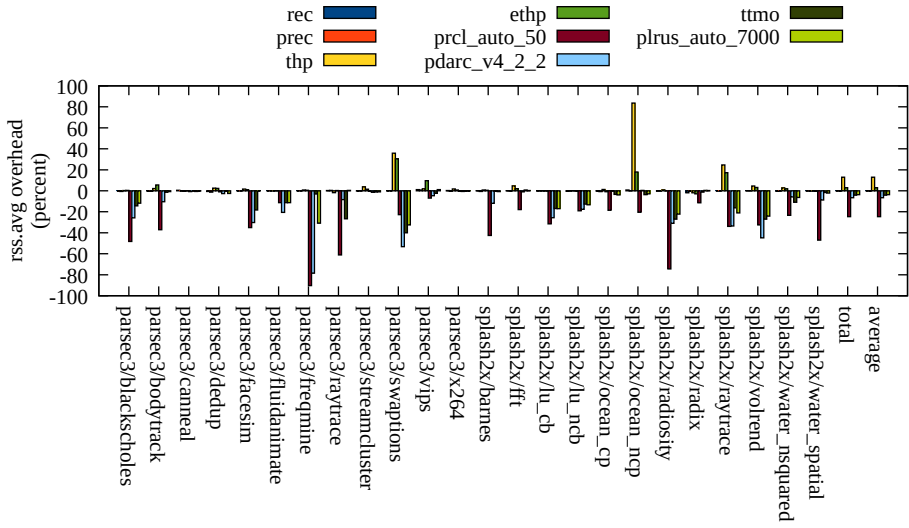 rec
prec
thp
ethp
prcl_auto_50
pdarc_v4_2_2
ttmo
plrus_auto_7000
rss.avg overhead
(percent)
100
80
60
40
20
0
-20
-40
-60
-80
-100
parsec3/blackscholes
parsec3/bodytrack
parsec3/canneal
parsec3/dedup
parsec3/facesim
parsec3/fluidanimate
parsec3/freqmine
parsec3/raytrace
parsec3/streamcluster
parsec3/swaptions
parsec3/vips
parsec3/x264
splash2x/barnes
splash2x/fft
splash2x/lu_cb
splash2x/lu_ncb
splash2x/ocean_cp
splash2x/ocean_ncp
splash2x/radiosity
splash2x/radix
splash2x/raytrace
splash2x/volrend
splash2x/water_nsquared
splash2x/water_spatial
total
average